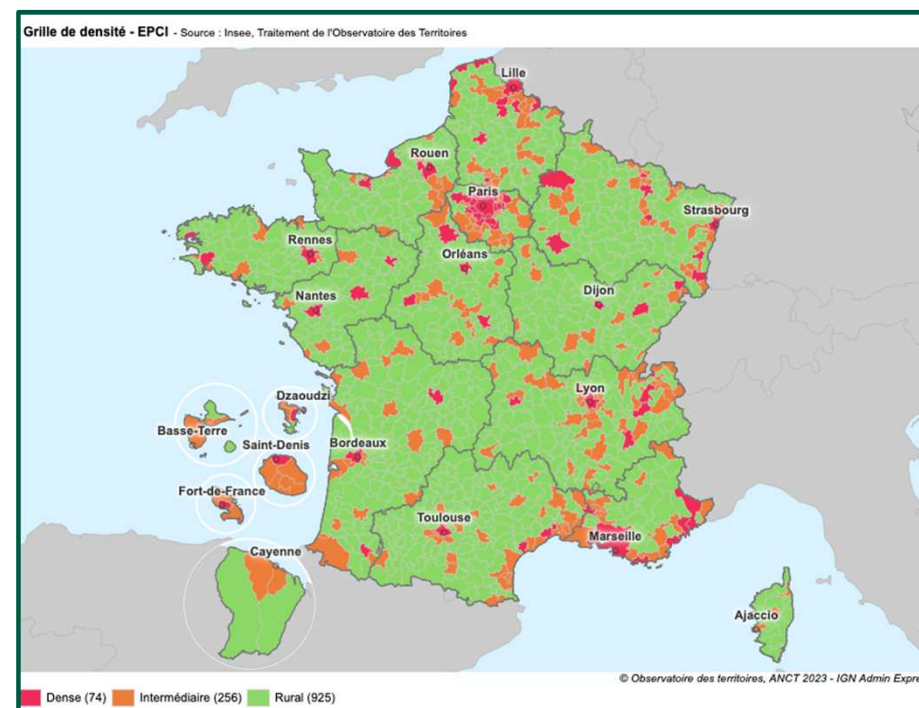 Grille de densité - EPCI - Source : Insee, Traitement de l'Observatoire des Territoires
Lille
Rouen
Paris
Strasbourg
Rennes
Orléans
Nantes
Dijon
Dzaoudzi
Lyon
Basse-Terre
Saint-Denis
Bordeaux
Fort-de-France
Toulouse
Marseille
Cayenne
Ajaccio
© Observatoire des territoires, ANCT 2023 - IGN Admin Expre
Dense (74) Intermédiaire (256) Rural (925)